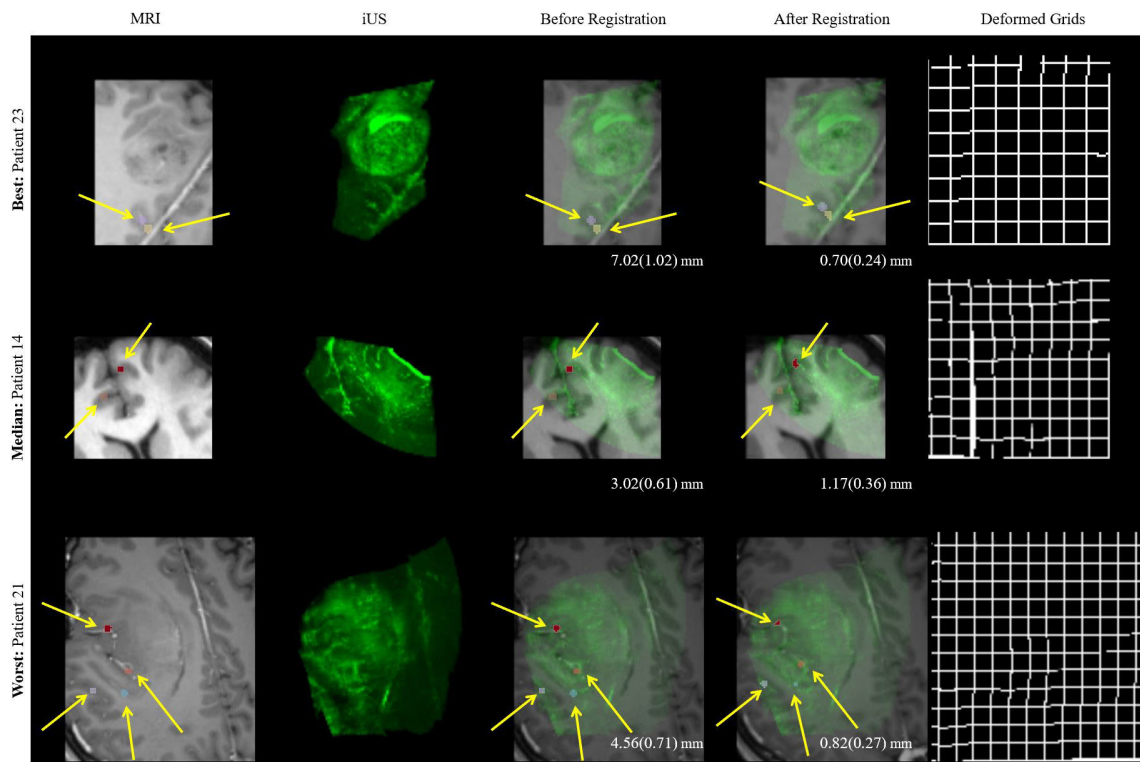 MRI iUS Before Registration After Registration Deformed Grids
Best: Patient 23
7.02(1.02) mm 0.70(0.24) mm
Median: Patient 14
3.02(0.61) mm 1.17(0.36) mm
Worst: Patient 21
4.56(0.71) mm 0.82(0.27) mm